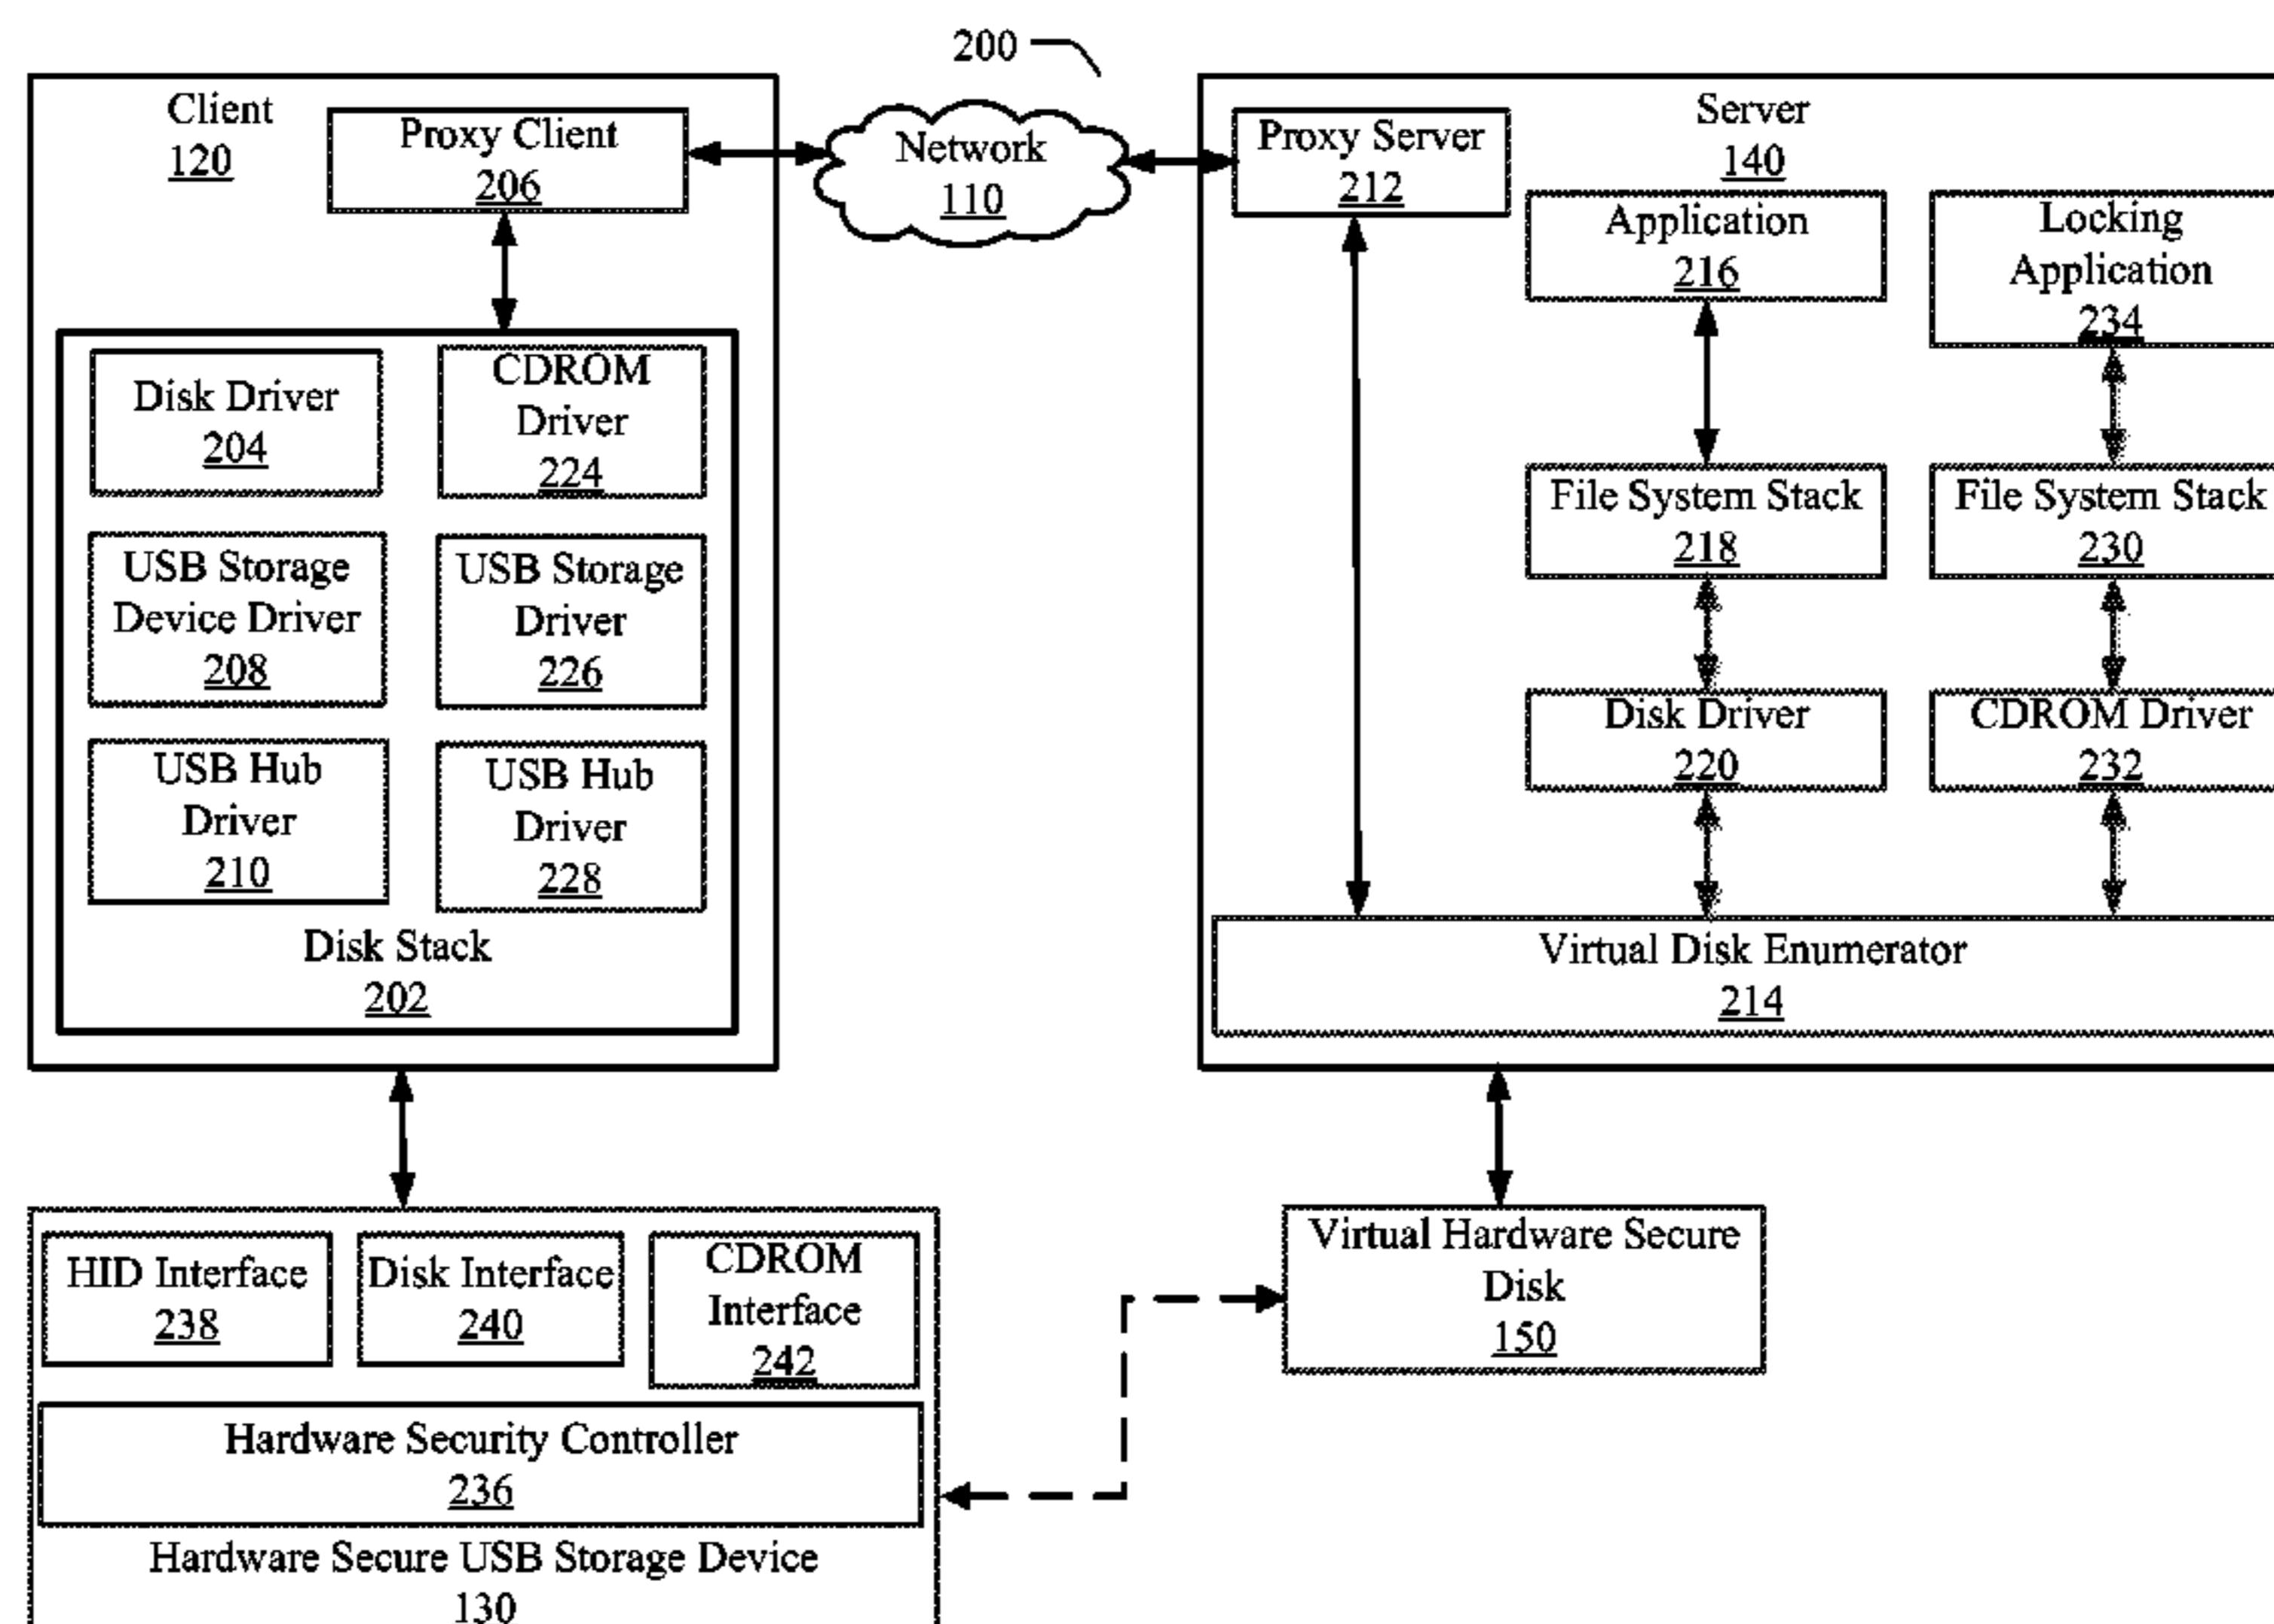 200
Client
120
Proxy Client
206
Network
110
Proxy Server
212
Server
140
Application
216
Locking
Application
234
Disk Driver
204
CDROM
Driver
224
USB Storage
Device Driver
208
USB Storage
Driver
226
USB Hub
Driver
210
USB Hub
Driver
228
Disk Stack
202
File System Stack
218
File System Stack
230
Disk Driver
220
CDROM Driver
232
Virtual Disk Enumerator
214
HID Interface
238
Disk Interface
240
CDROM
Interface
242
Hardware Security Controller
236
Hardware Secure USB Storage Device
130
Virtual Hardware Secure
Disk
150